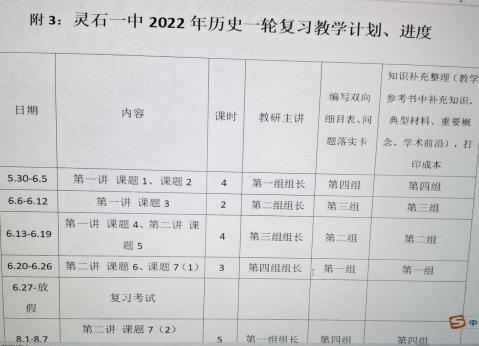 附 3：灵石一中 2022 年历史一轮复习教学计划、进度
日期
内容
课时
教研主讲
编写双向
细目表、问
题落实卡
知识补充整理（教学
参考书中补充知识、
典型材料、重要概
念、学术前沿），打
印成本
5.30-6.5
第一讲 课题 1、课题 2
4
第一组组长
第四组
第四组
6.6-6.12
第一讲 课题 3
2
第二组组长
第三组
第三组
6.13-6.19
第一讲 课题 4、第二讲 课
题 5
4
第三组组长
第二组
第二组
6.20-6.26
第二讲 课题 6、课题 7（1）
3
第四组组长
第一组
第一组
6.27-放
假
复习考试
8.1-8.7
第二讲 课题 7（2）
5
第一组组长
第四组
第四组
中